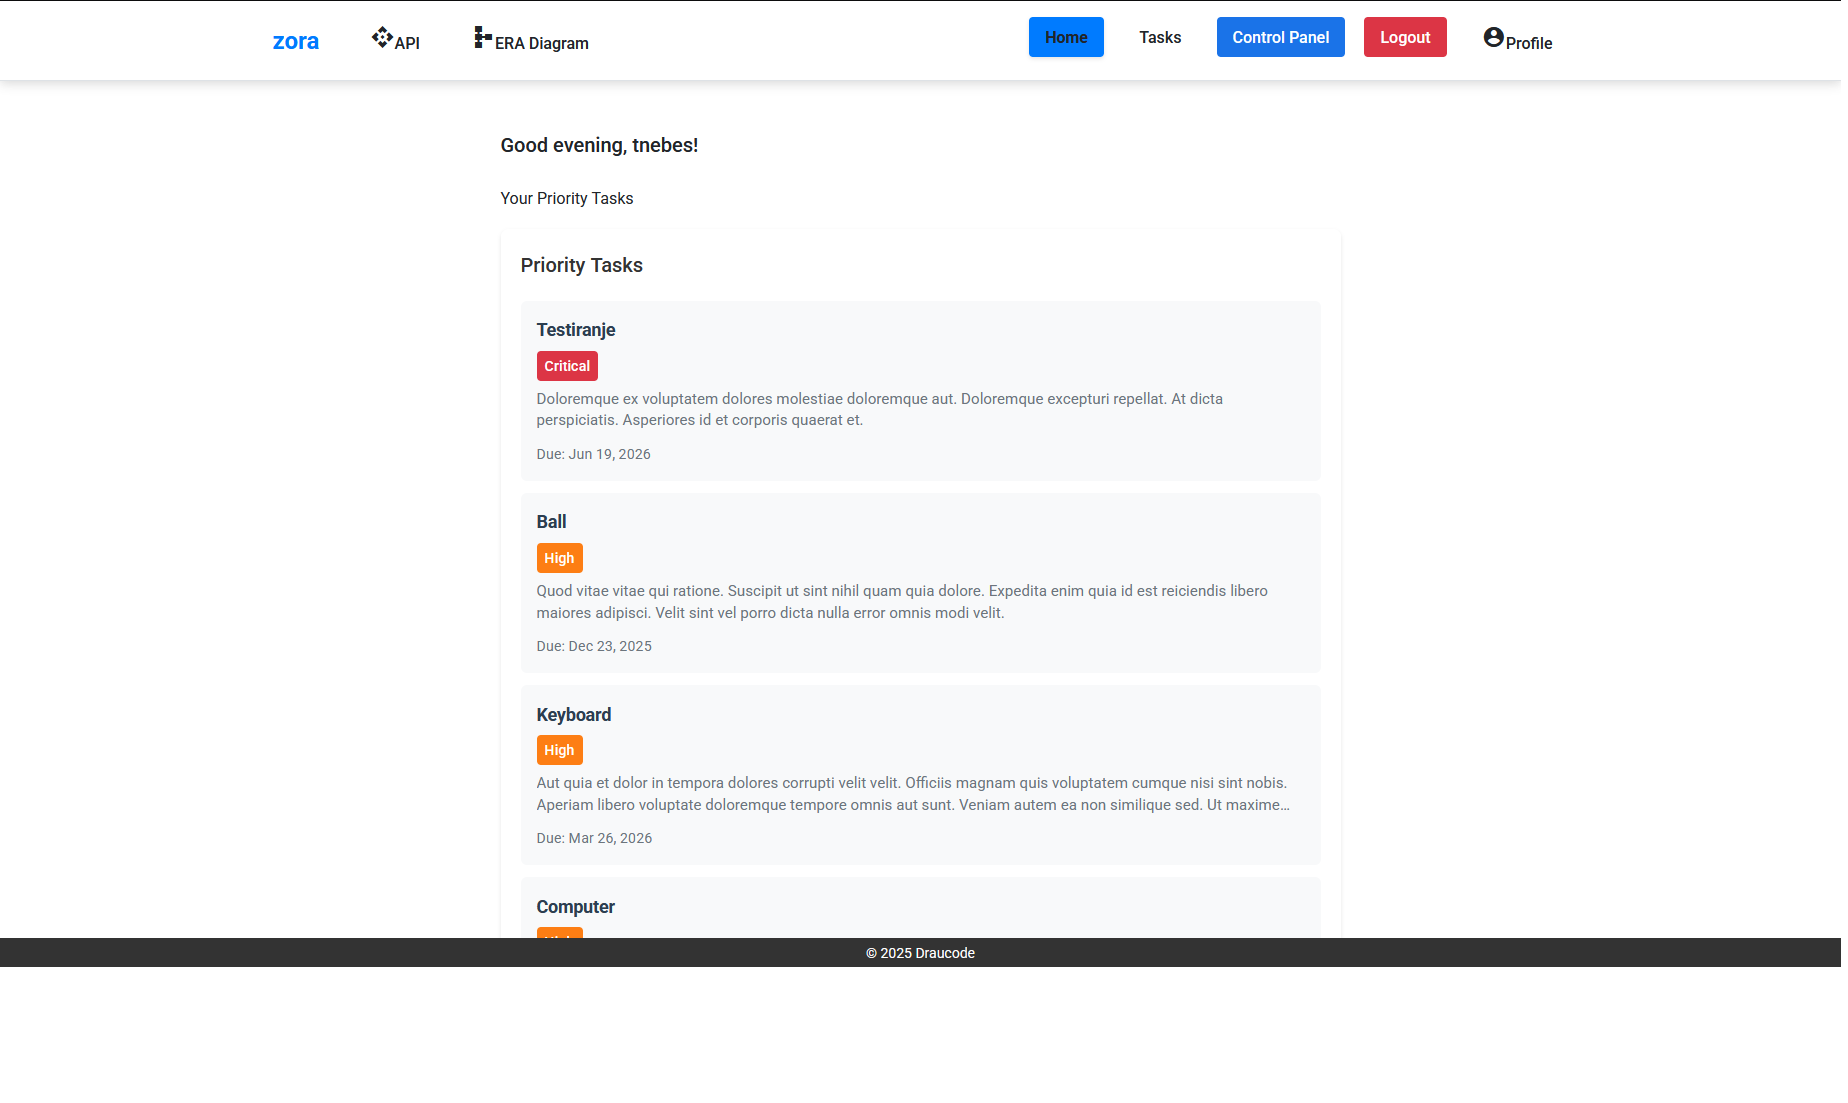 zora API ERA Diagram Home Tasks Control Panel Logout Profile
Good evening, tnebes!
Your Priority Tasks
Priority Tasks
Testiranje
Critical
Doloremque ex voluptatem dolores molestiae doloremque aut. Doloremque excepturi repellat. At dicta
perspiciatis. Asperiores id et corporis quaerat et.
Due: Jun 19, 2026
Ball
High
Quod vitae vitae qui ratione. Suscipit ut sint nihil quam quia dolore. Expedita enim quia id est reiciendis libero
maiores adipisci. Velit sint vel porro dicta nulla error omnis modi velit.
Due: Dec 23, 2025
Keyboard
High
Aut quia et dolor in tempora dolores corrupti velit velit. Officiis magnam quis voluptatem cumque nisi sint nobis.
Aperiam libero voluptate doloremque tempore omnis aut sunt. Veniam autem ea non similique sed. Ut maxime…
Due: Mar 26, 2026
Computer
© 2025 Draucode